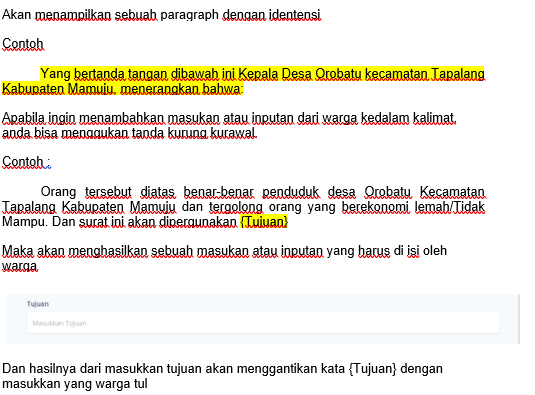 Akan menampilkan sebuah paragraph dengan identensi
Contoh
Yang bertanda tangan dibawah ini Kepala Desa Orobatu kecamatan Tapalang
Kabupaten Mamuju, menerangkan bahwa:
Apabila ingin menambahkan masukan atau inputan dari warga kedalam kalimat,
anda bisa menggukan tanda kurung kurawal.
Contoh :
Orang tersebut diatas benar-benar penduduk desa Orobatu Kecamatan
Tapalang Kabupaten Mamuju dan tergolong orang yang berekonomi lemah/Tidak
Mampu. Dan surat ini akan dipergunakan {Tujuan}
Maka akan menghasilkan sebuah masukan atau inputan yang harus di isi oleh
warga
Tujuan
Masukkan Tujuan
Dan hasilnya dari masukkan tujuan akan menggantikan kata {Tujuan} dengan
masukkan yang warga tul